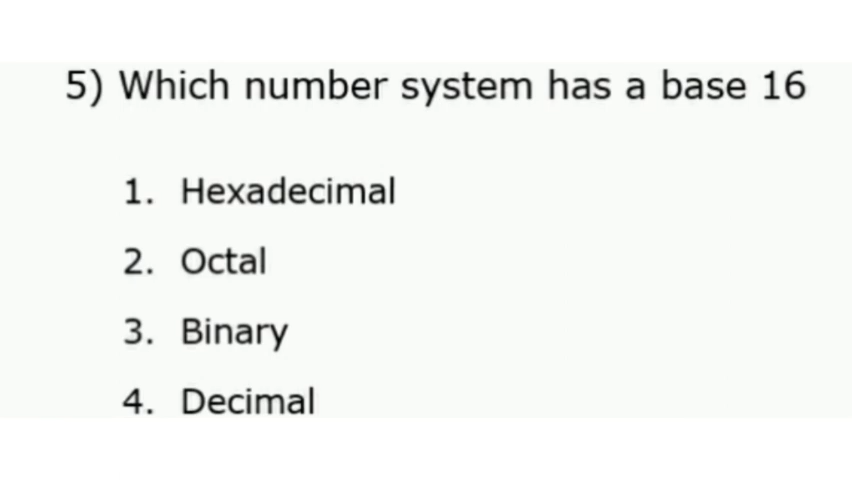 5) Which number system has a base 16
1. Hexadecimal
2. Octal
3. Binary
4. Decimal